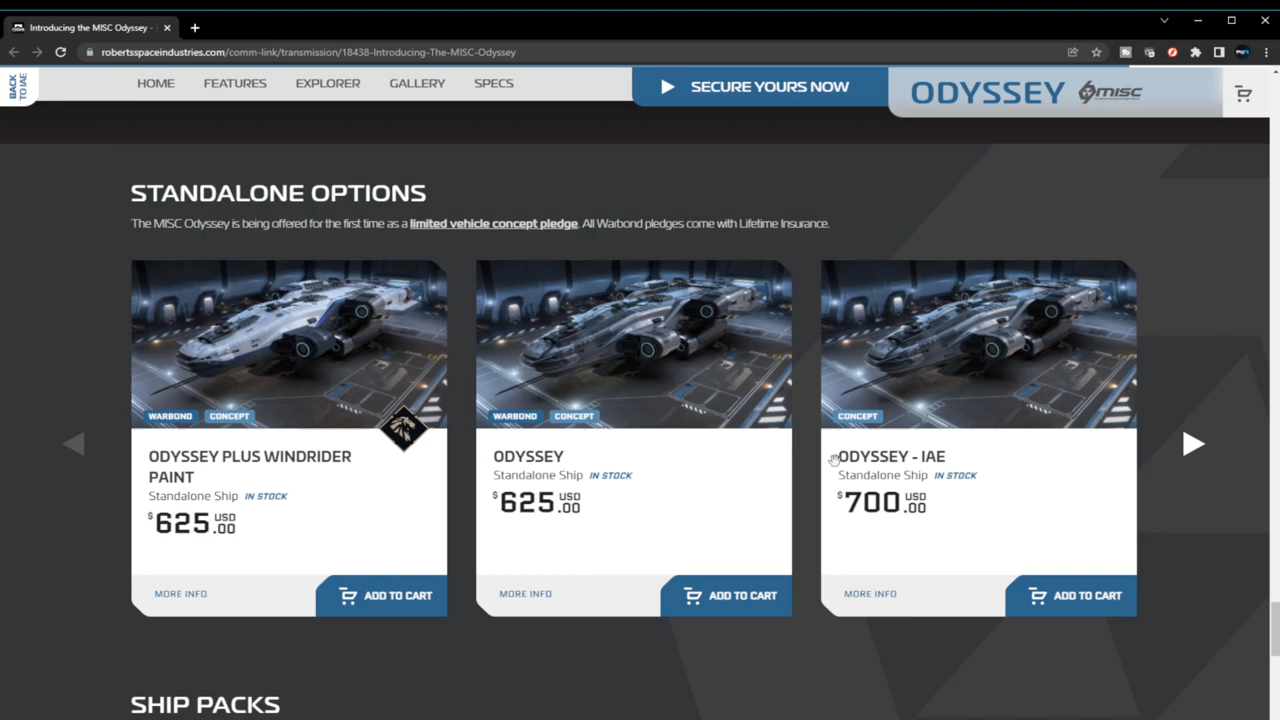 Introducing the MISC Odyssey -
robertsspaceindustries.com/comm-link/transmission/18438-Introducing-The-MISC-Odyssey
BACK
TO IAE
HOME
FEATURES
EXPLORER
GALLERY
SPECS
SECURE YOURS NOW
ODYSSEY
MISC
STANDALONE OPTIONS
The MISC Odyssey is being offered for the first time as a limited vehicle concept pledge. All Warbond pledges come with Lifetime Insurance.
WARBOND CONCEPT
ODYSSEY PLUS WINDRIDER
PAINT
Standalone Ship IN STOCK
$625 USD .00
MORE INFO
ADD TO CART
WARBOND CONCEPT
ODYSSEY
Standalone Ship IN STOCK
$625 USD .00
MORE INFO
ADD TO CART
CONCEPT
ODYSSEY - IAE
Standalone Ship IN STOCK
$700 USD .00
MORE INFO
ADD TO CART
SHIP PACKS